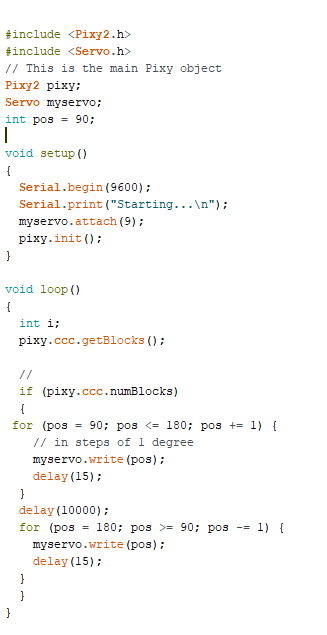 #include <Pixy2.h>
#include <Servo.h>
// This is the main Pixy object
Pixy2 pixy;
Servo myservo;
int pos = 90;
void setup()
{
  Serial.begin(9600);
  Serial.print("Starting...\n");
  myservo.attach(9);
  pixy.init();
}
void loop()
{
  int i;
  pixy.ccc.getBlocks();
  //
  if (pixy.ccc.numBlocks)
  {
 for (pos = 90; pos <= 180; pos += 1) {
    // in steps of 1 degree
    myservo.write(pos);
    delay(15);
  }
  delay(10000);
  for (pos = 180; pos >= 90; pos -= 1) {
    myservo.write(pos);
    delay(15);
  }
  }
}